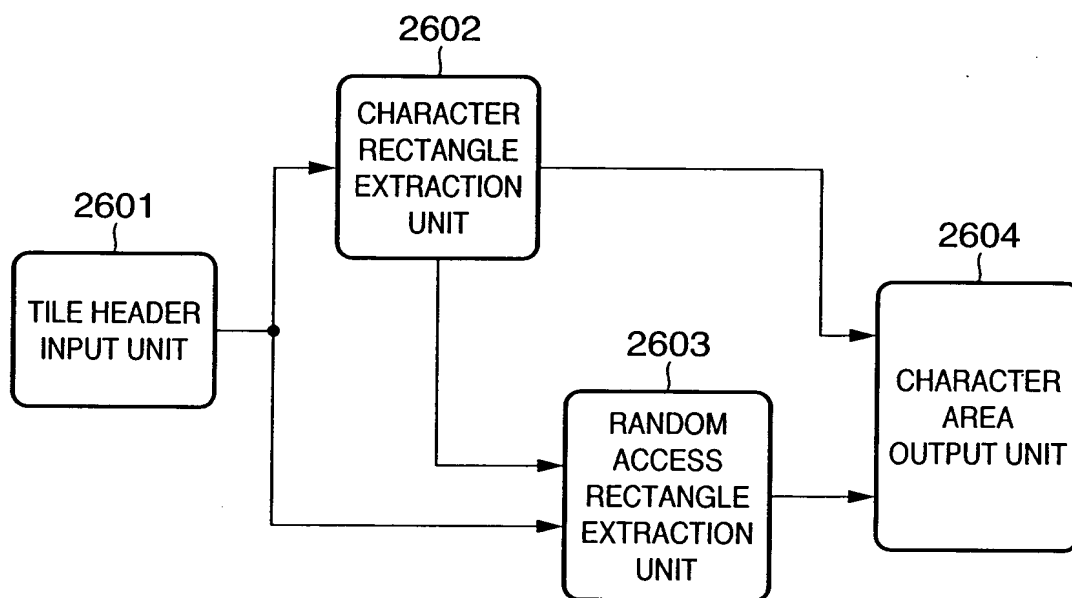 2602
CHARACTER
RECTANGLE
EXTRACTION
UNIT
2601
TILE HEADER
INPUT UNIT
2604
CHARACTER
AREA
OUTPUT UNIT
2603
RANDOM
ACCESS
RECTANGLE
EXTRACTION
UNIT